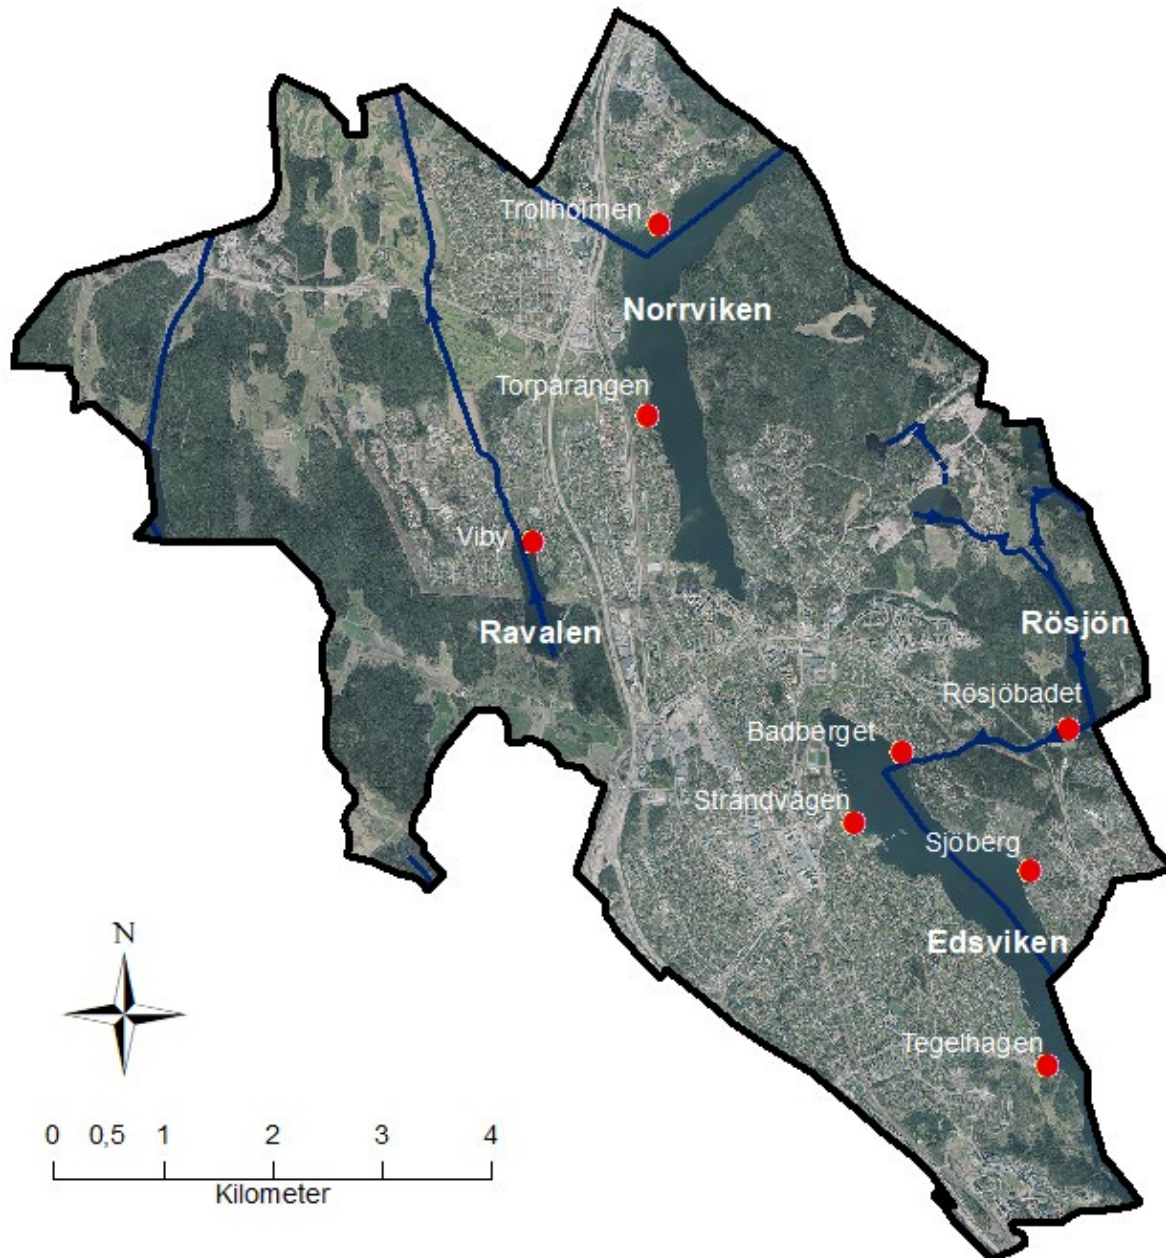 Trollholmen
Norrviken
Torparängen
Viby
Ravalen
Rösjön
Rösjöbadet
Badberget
Strandvägen
Sjöberg
Edsviken
Tegelhagen
N
0 0,5 1 2 3 4
Kilometer